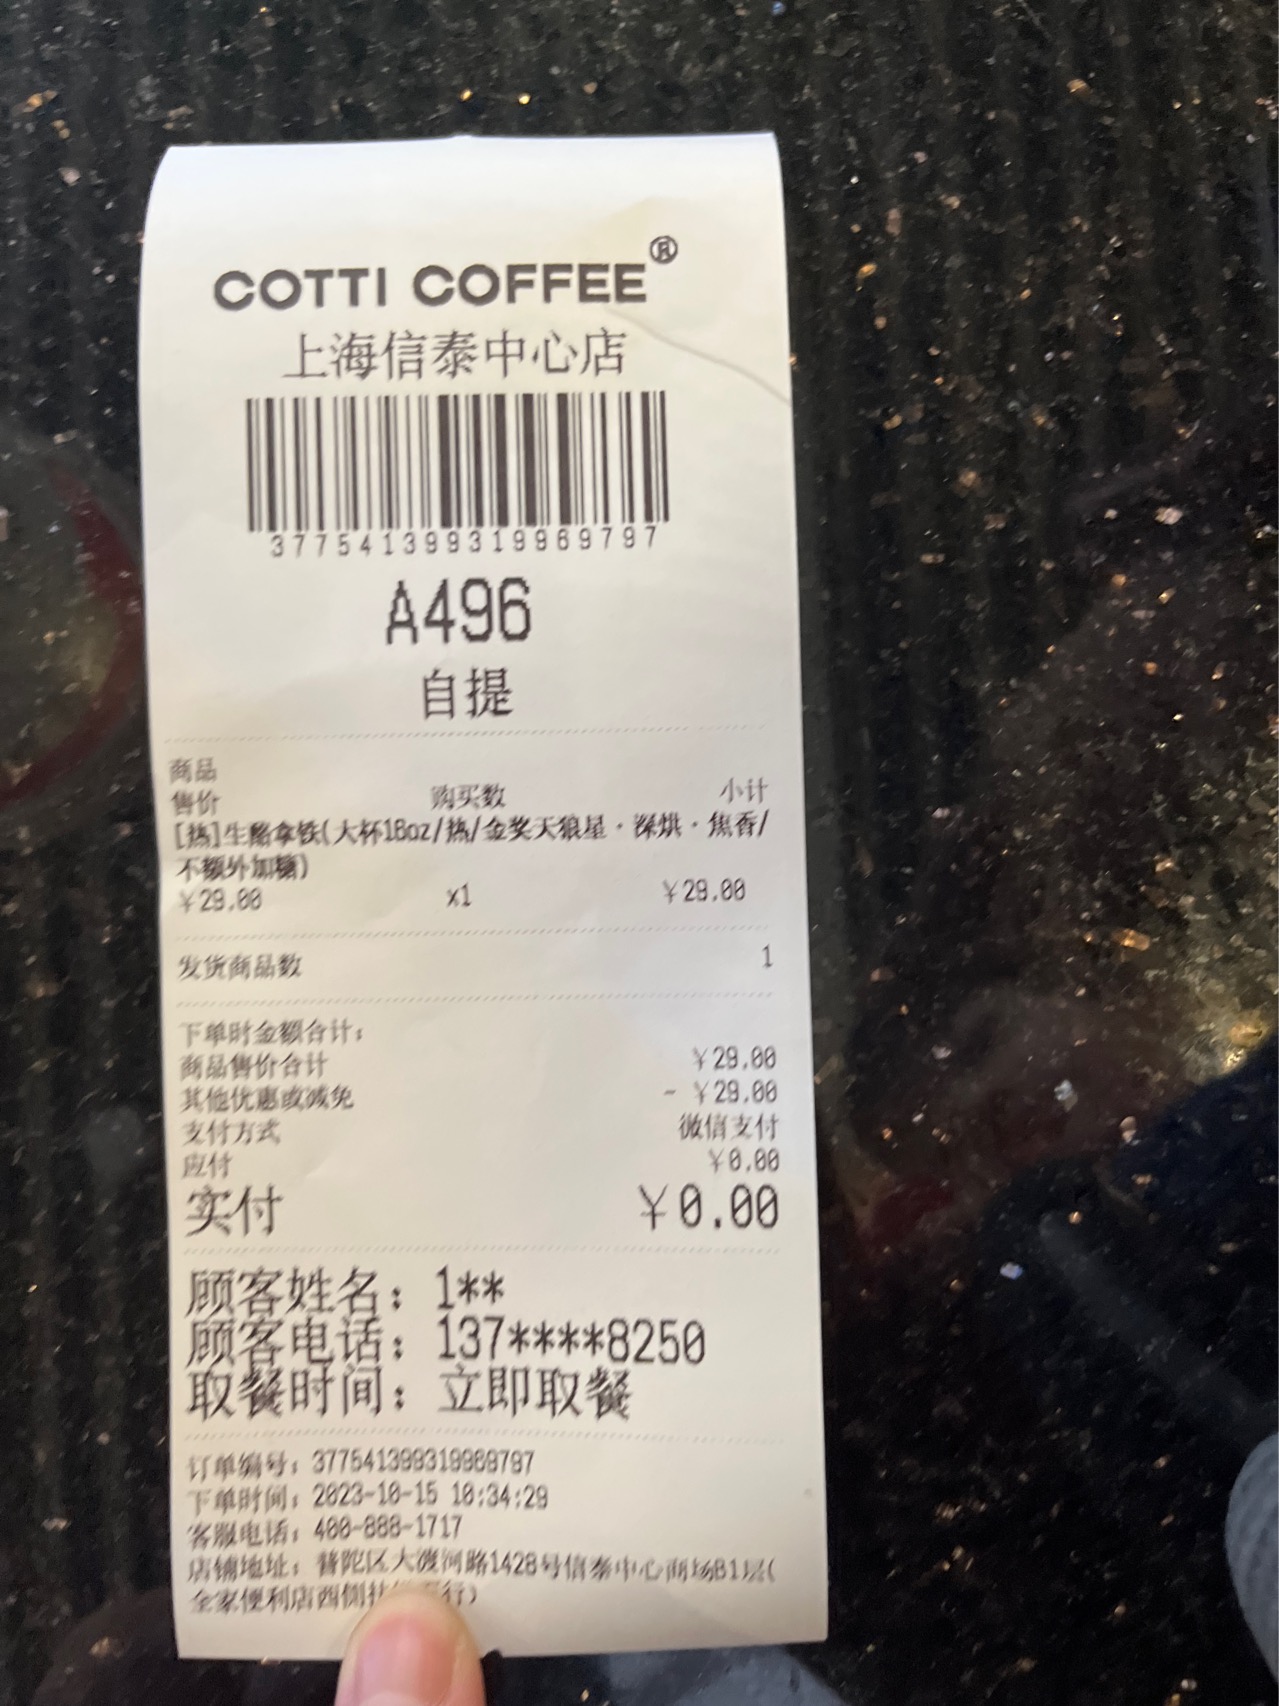 COTTI COFFEE®
上海信泰中心店
377541399319969797
A496
自提
商品
售价 购买数 小计
[热]生酪拿铁(大杯18oz/热/金奖天狼星·深烘·焦香/
不额外加糖)
￥29.00 x1 ￥29.00
发货商品数 1
下单时金额合计:
商品售价合计 ￥29.00
其他优惠或减免 - ￥29.00
支付方式 微信支付
应付 ￥0.00
实付 ￥0.00
顾客姓名: 1**
顾客电话: 137****8250
取餐时间: 立即取餐
订单编号: 377541399319969797
下单时间: 2023-10-15 10:34:29
客服电话: 400-888-1717
店铺地址: 普陀区大渡河路1428号信泰中心商场B1层(
全家便利店西侧 行)